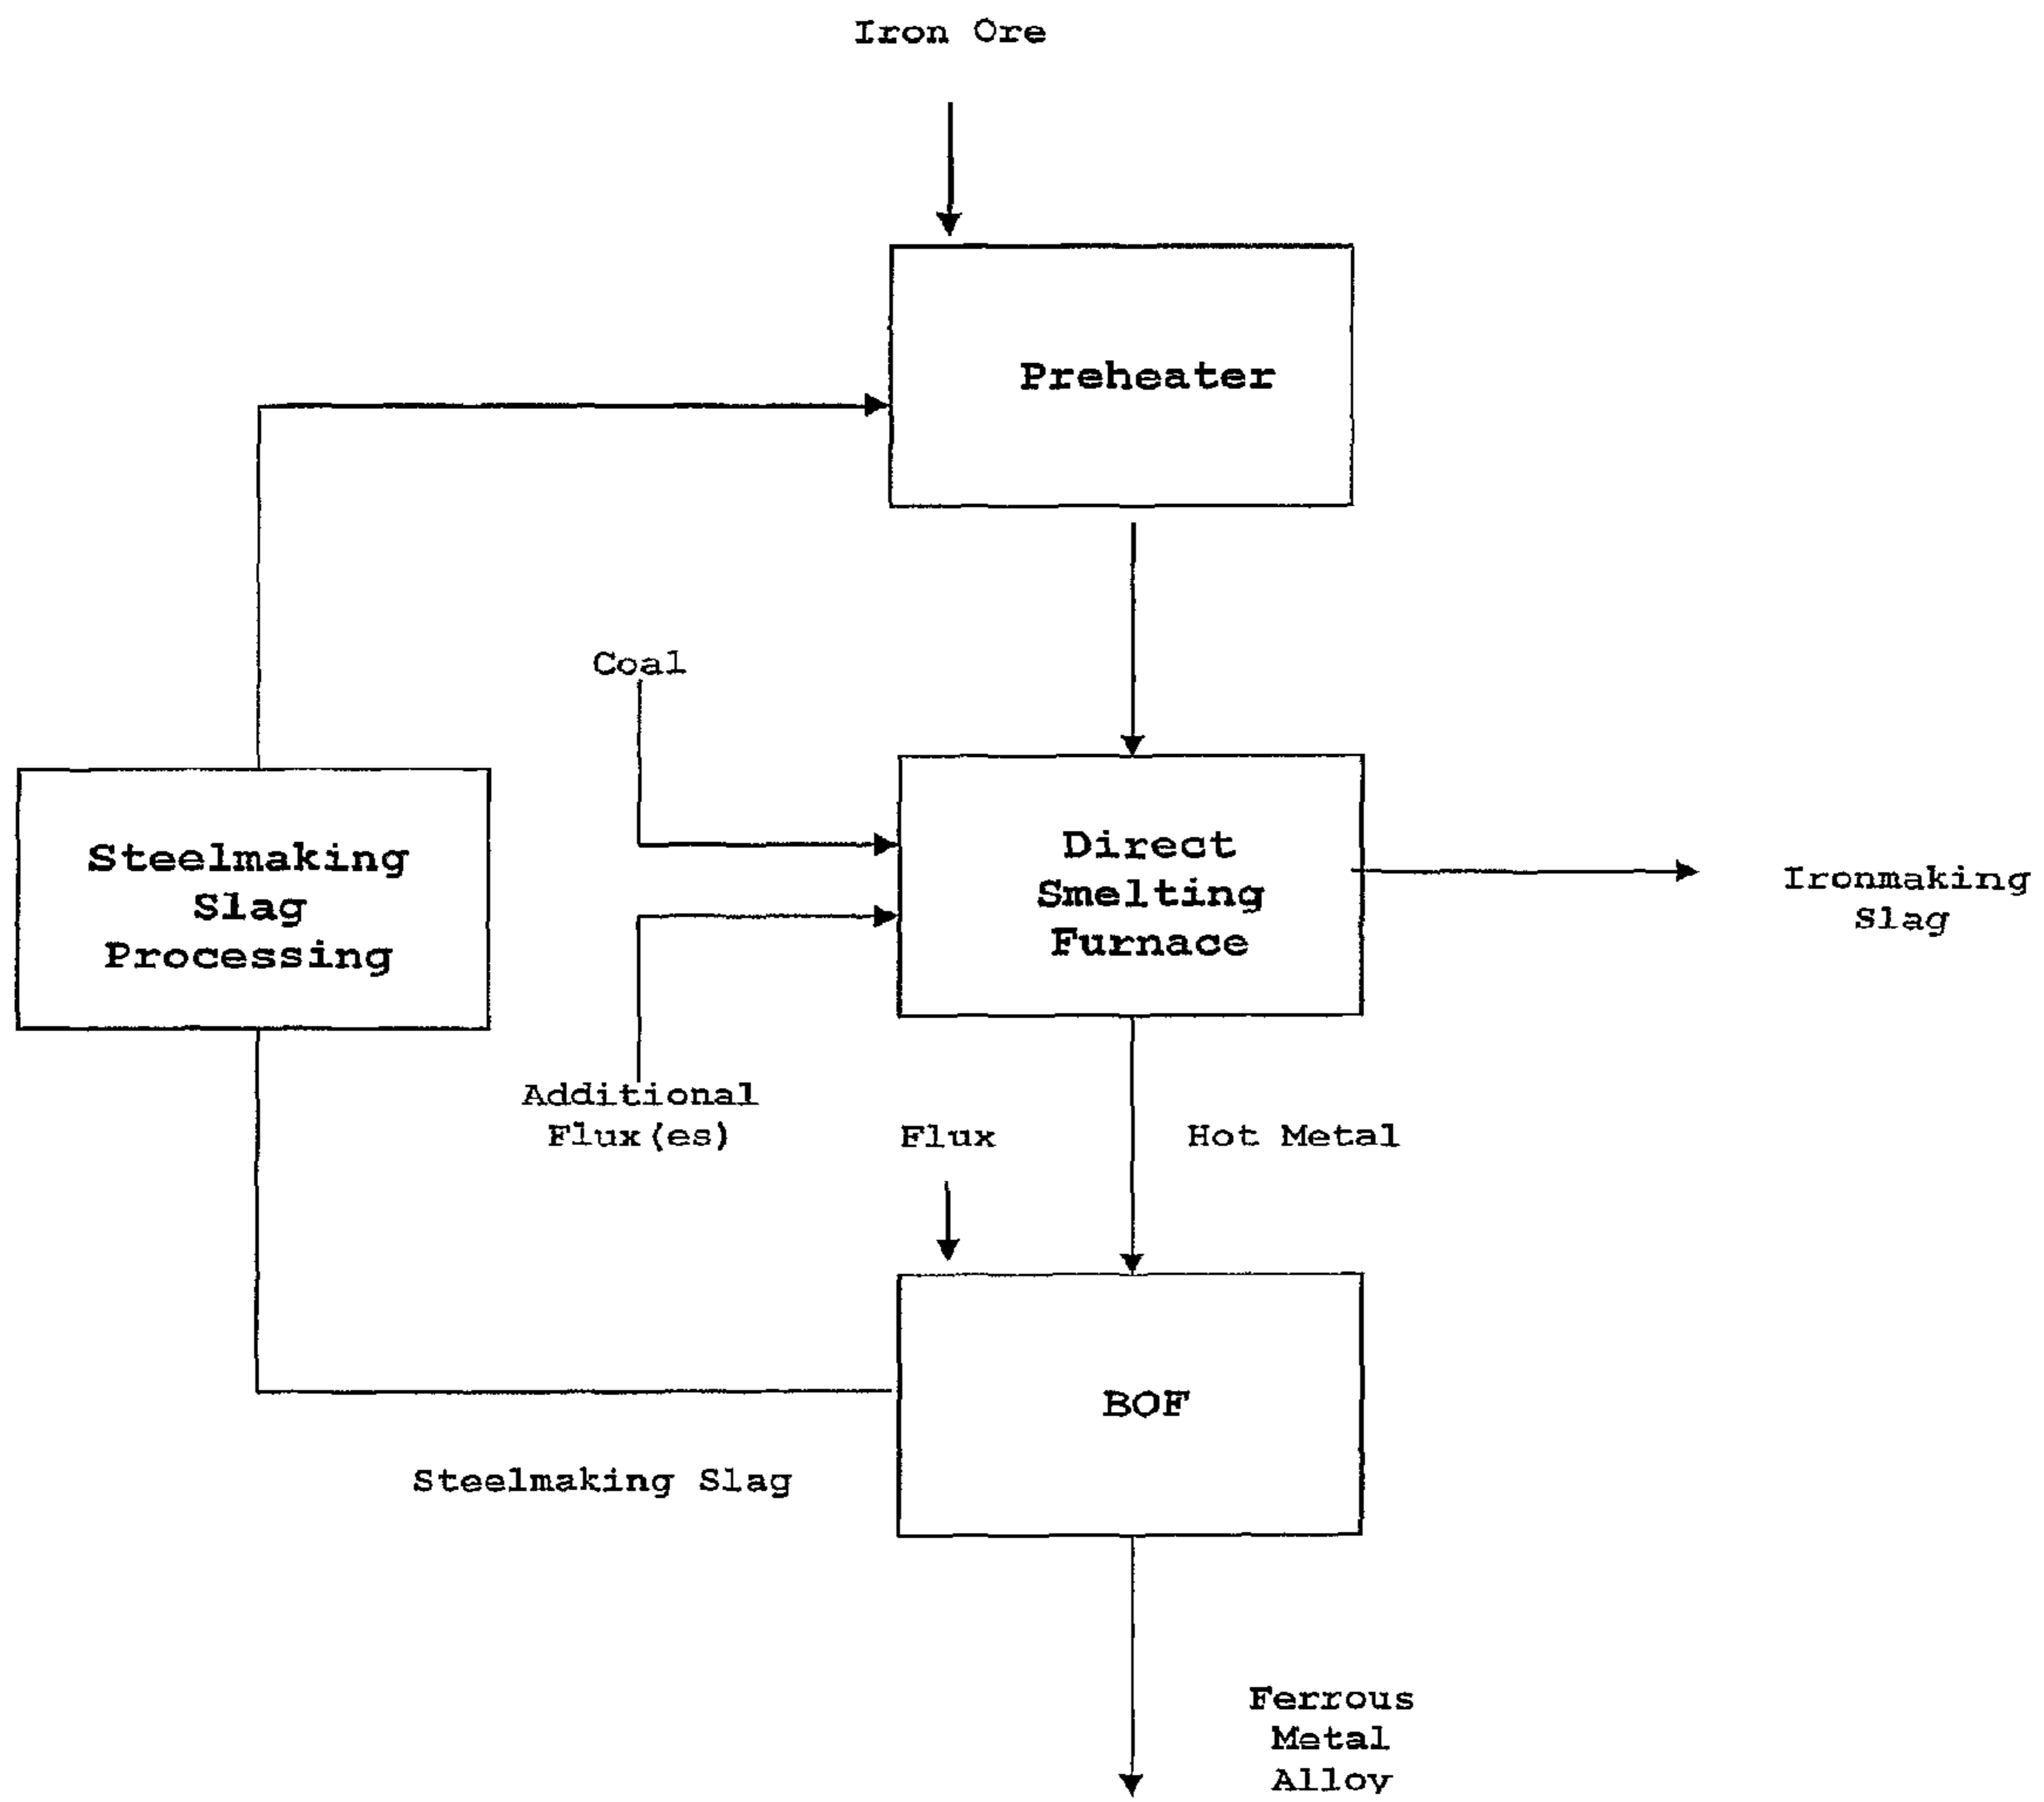 Iron Ore
Preheater
Coal
Steelmaking
Slag
Processing
Direct
Smelting
Furnace
Ironmaking
Slag
Additional
Flux(es)
Flux
Hot Metal
BOF
Steelmaking Slag
Ferrous
Metal
Alloy